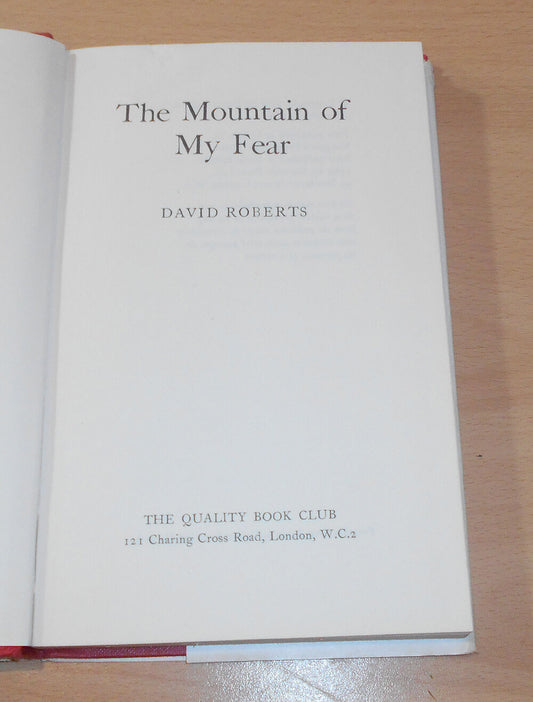 The Mountain of
My Fear
DAVID ROBERTS
THE QUALITY BOOK CLUB
121 Charing Cross Road, London, W.C.2